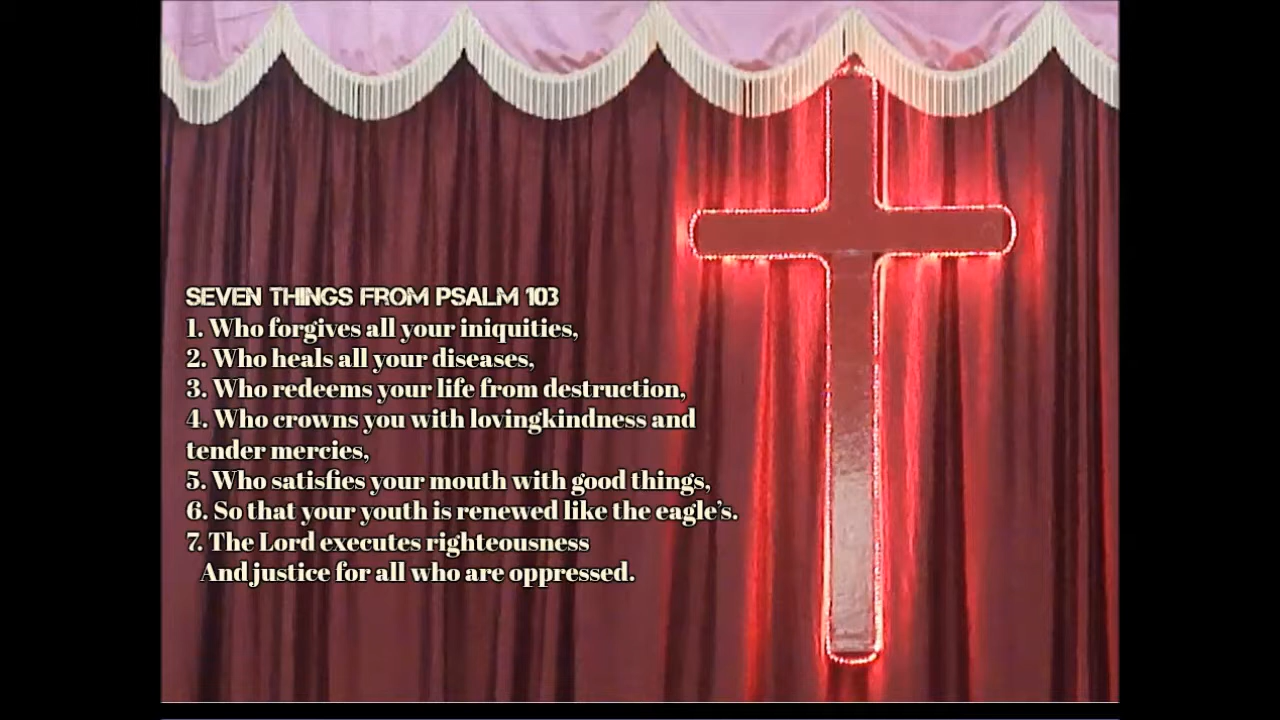 SEVEN THINGS FROM PSALM 103
1. Who forgives all your iniquities,
2. Who heals all your diseases,
3. Who redeems your life from destruction,
4. Who crowns you with lovingkindness and
tender mercies,
5. Who satisfies your mouth with good things,
6. So that your youth is renewed like the eagle’s.
7. The Lord executes righteousness
And justice for all who are oppressed.